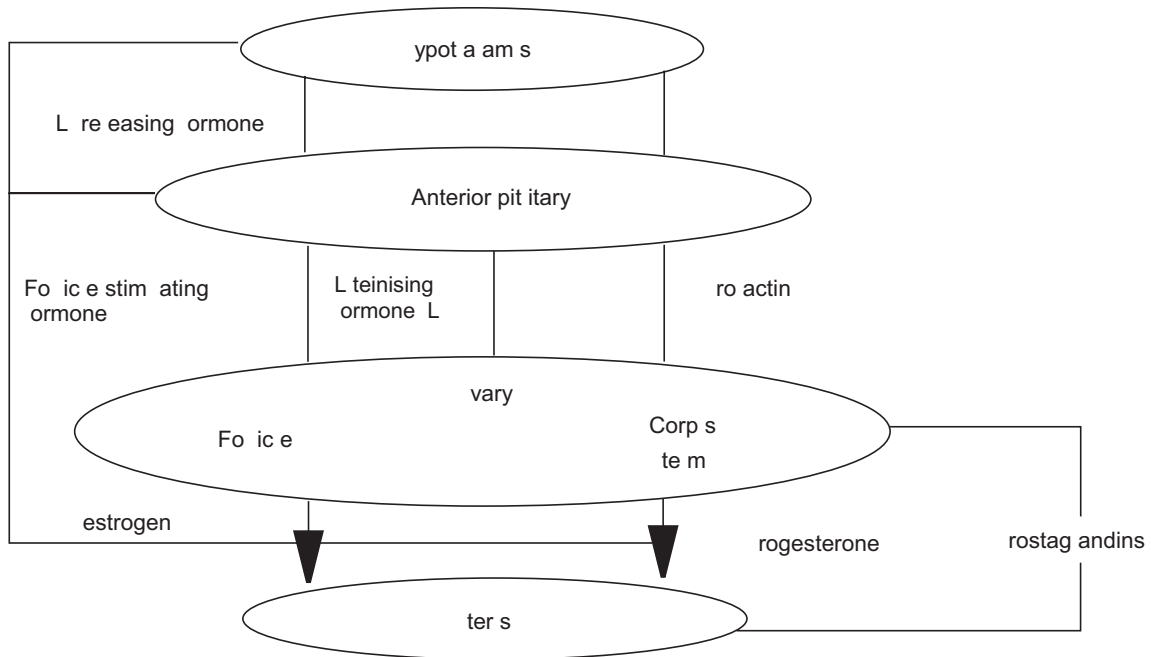 ypot a am s
L re easing ormone
Anterior pit itary
Fo ic e stim ating
ormone
L teinising
ormone L
ro actin
vary
Fo ic e
Corp s
te m
estrogen
rogesterone
rostag andins
ter s